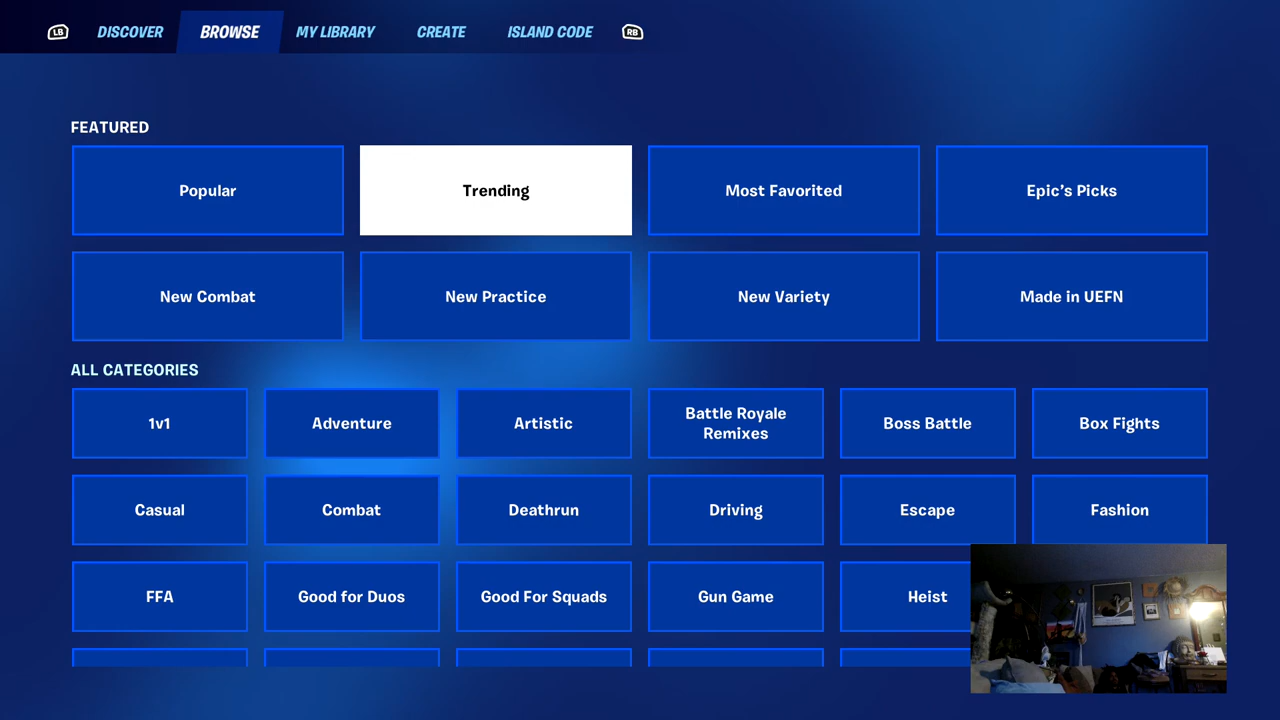 LB DISCOVER BROWSE MY LIBRARY CREATE ISLAND CODE RB
FEATURED
Popular Trending Most Favorited Epic's Picks
New Combat New Practice New Variety Made in UEFN
ALL CATEGORIES
1v1 Adventure Artistic Battle Royale Remixes Boss Battle Box Fights
Casual Combat Deathrun Driving Escape Fashion
FFA Good for Duos Good For Squads Gun Game Heist